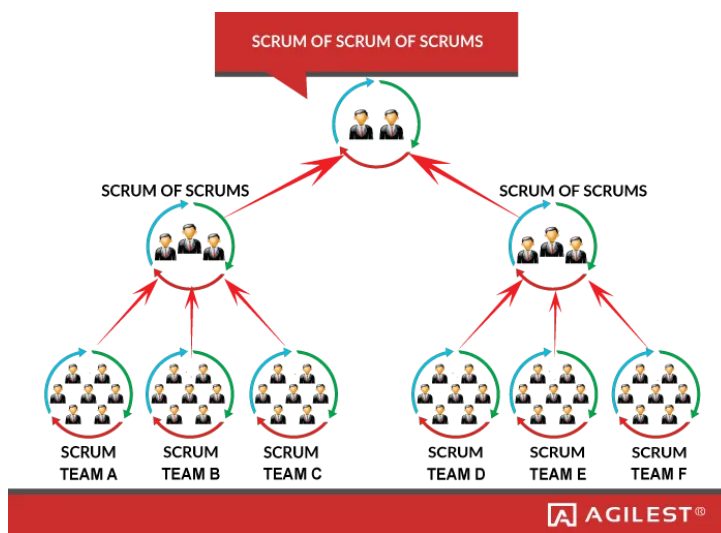 SCRUM OF SCRUM OF SCRUMS
SCRUM OF SCRUMS
SCRUM OF SCRUMS
SCRUM
TEAM A
SCRUM
TEAM B
SCRUM
TEAM C
SCRUM
TEAM D
SCRUM
TEAM E
SCRUM
TEAM F
AGILEST®